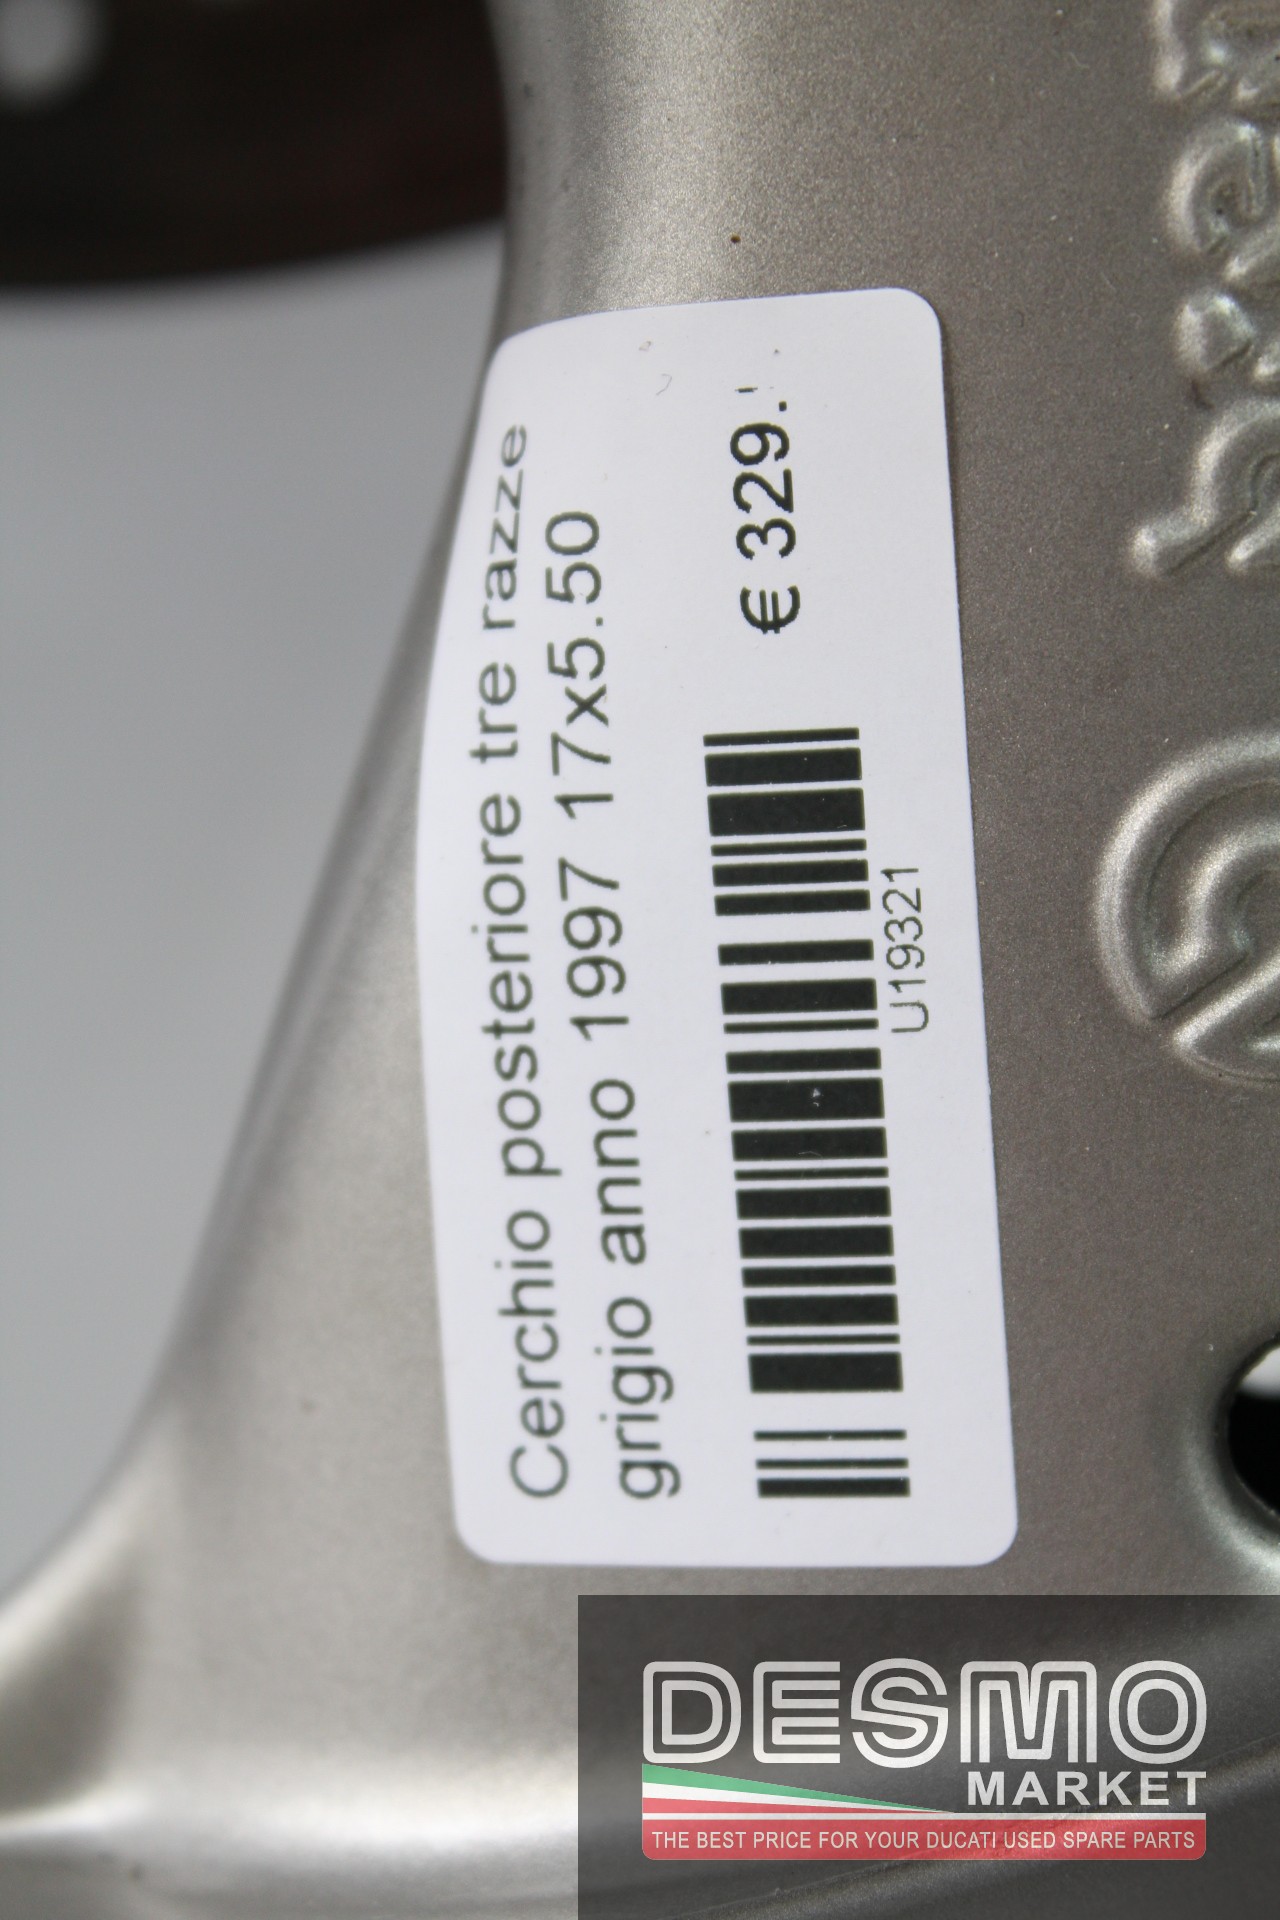 Cerchio posteriore tre razze
grigio anno 1997 17x5.50
€ 329.
U19321
DESMO
MARKET
THE BEST PRICE FOR YOUR DUCATI USED SPARE PARTS